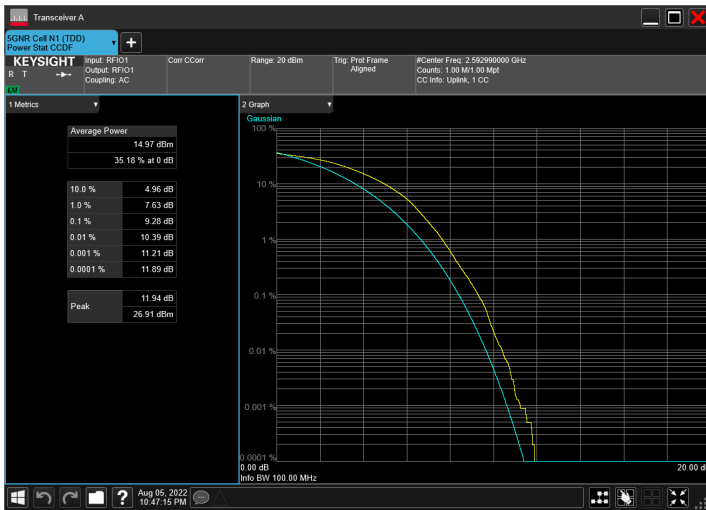 Transceiver A
5GNR Cell N1 (TDD)
Power Stat CCDF
KEYSIGHT
R T
LXI
Input: RFIO1
Output: RFIO1
Coupling: AC
Corr CCorr
Range: 20 dBm
Trig: Prot Frame
Aligned
#Center Freq: 2.592990000 GHz
Counts: 1.00 M/1.00 Mpt
CC Info: Uplink, 1 CC
1 Metrics
Average Power
14.97 dBm
35.18 % at 0 dB
10.0 % 4.96 dB
1.0 % 7.63 dB
0.1 % 9.28 dB
0.01 % 10.39 dB
0.001 % 11.21 dB
0.0001 % 11.89 dB
Peak
11.94 dB
26.91 dBm
2 Graph
Gaussian
100 %
10 %
1 %
0.1 %
0.01 %
0.001 %
0.0001 %
0.00 dB
20.00 d
Info BW 100.00 MHz
Aug 05, 2022
10:47:15 PM